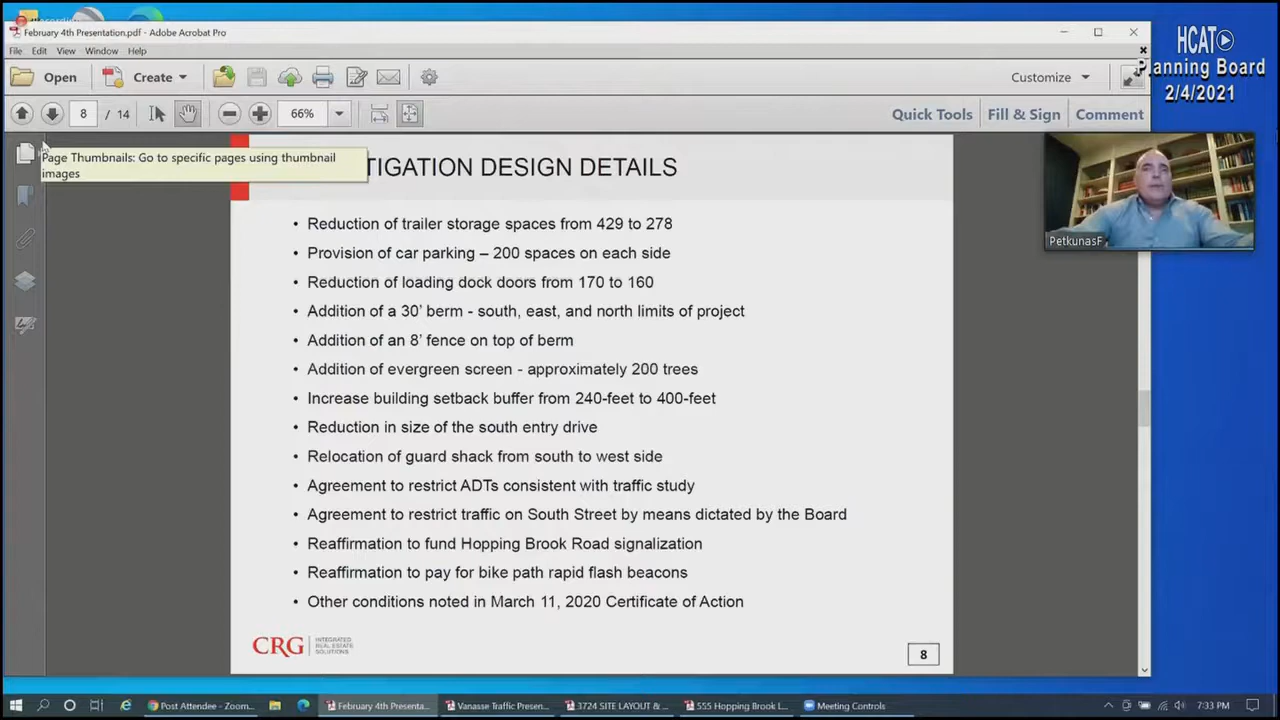 HCAT
Planning Board
2/4/2021
February 4th Presentation.pdf - Adobe Acrobat Pro
File Edit View Window Help
Open Create Customize
8 / 14 66% Quick Tools Fill & Sign Comment
Page Thumbnails: Go to specific pages using thumbnail
images
TIGATION DESIGN DETAILS
PetkunasF
• Reduction of trailer storage spaces from 429 to 278
• Provision of car parking – 200 spaces on each side
• Reduction of loading dock doors from 170 to 160
• Addition of a 30’ berm - south, east, and north limits of project
• Addition of an 8’ fence on top of berm
• Addition of evergreen screen - approximately 200 trees
• Increase building setback buffer from 240-feet to 400-feet
• Reduction in size of the south entry drive
• Relocation of guard shack from south to west side
• Agreement to restrict ADTs consistent with traffic study
• Agreement to restrict traffic on South Street by means dictated by the Board
• Reaffirmation to fund Hopping Brook Road signalization
• Reaffirmation to pay for bike path rapid flash beacons
• Other conditions noted in March 11, 2020 Certificate of Action
CRG
INTEGRATED
REAL ESTATE
SOLUTIONS
8
Post Attendee - Zoom... February 4th Presenta... Vanasse Traffic Presen... 3724 SITE LAYOUT &... 555 Hopping Brook L... Meeting Controls 7:33 PM